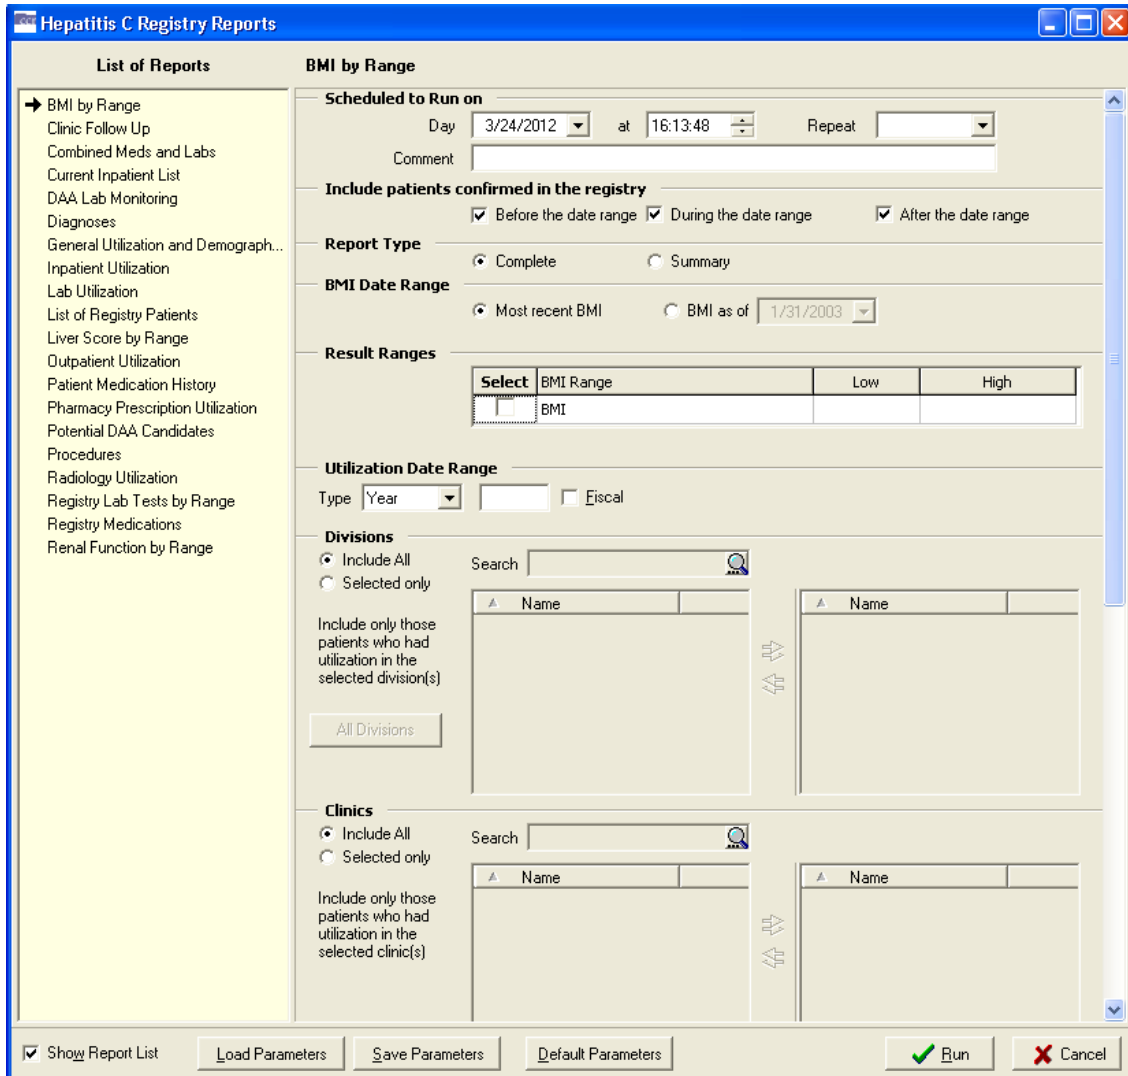 Hepatitis C Registry Reports
List of Reports
BMI by Range
BMI by Range
Clinic Follow Up
Combined Meds and Labs
Current Inpatient List
DAA Lab Monitoring
Diagnoses
General Utilization and Demograph...
Inpatient Utilization
Lab Utilization
List of Registry Patients
Liver Score by Range
Outpatient Utilization
Patient Medication History
Pharmacy Prescription Utilization
Potential DAA Candidates
Procedures
Radiology Utilization
Registry Lab Tests by Range
Registry Medications
Renal Function by Range
Scheduled to Run on
Day 3/24/2012 at 16:13:48 Repeat
Comment
Include patients confirmed in the registry
Before the date range During the date range After the date range
Report Type
Complete Summary
BMI Date Range
Most recent BMI BMI as of 1/31/2003
Result Ranges
Select BMI Range Low High
BMI
Utilization Date Range
Type Year Fiscal
Divisions
Include All
Selected only
Search
Name Name
Include only those
patients who had
utilization in the
selected division(s)
All Divisions
Clinics
Include All
Selected only
Search
Name Name
Include only those
patients who had
utilization in the
selected clinic(s)
Show Report List Load Parameters Save Parameters Default Parameters Run Cancel